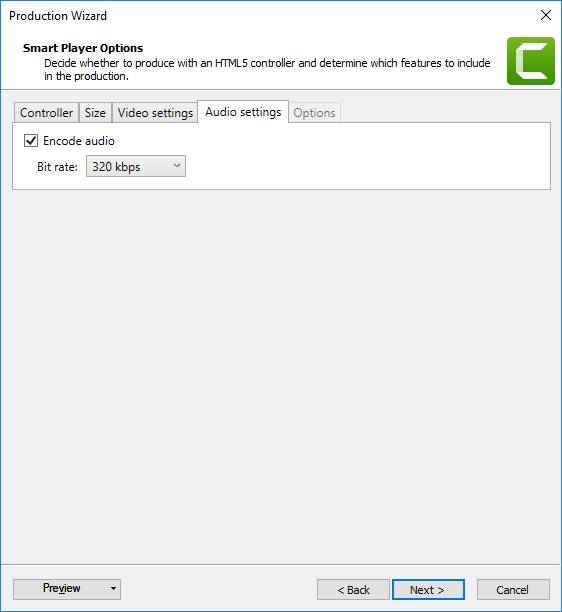 Production Wizard
Smart Player Options
Decide whether to produce with an HTML5 controller and determine which features to include
in the production.
Controller Size Video settings Audio settings Options
Encode audio
Bit rate: 320 kbps
Preview < Back Next > Cancel